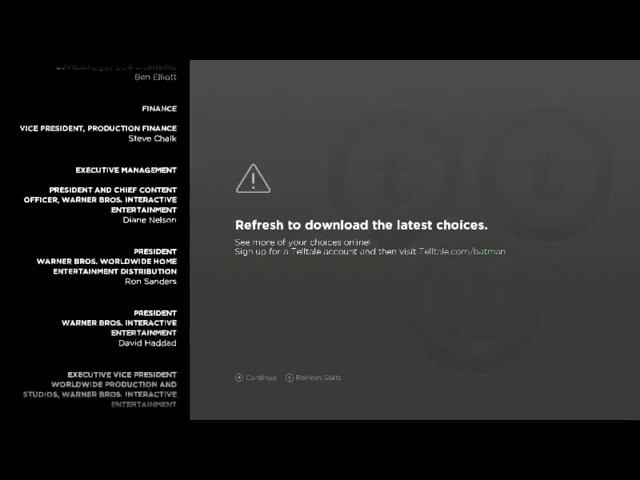 Ben Elliott
FINANCE
VICE PRESIDENT, PRODUCTION FINANCE
Steve Chalk
EXECUTIVE MANAGEMENT
PRESIDENT AND CHIEF CONTENT
OFFICER, WARNER BROS. INTERACTIVE
ENTERTAINMENT
Diane Nelson
PRESIDENT
WARNER BROS. WORLDWIDE HOME
ENTERTAINMENT DISTRIBUTION
Ron Sanders
PRESIDENT
WARNER BROS. INTERACTIVE
ENTERTAINMENT
David Haddad
EXECUTIVE VICE PRESIDENT
WORLDWIDE PRODUCTION AND
STUDIOS, WARNER BROS. INTERACTIVE
ENTERTAINMENT
Refresh to download the latest choices.
See more of your choices online!
Sign up for a Telltale account and then visit Telltale.com/batman
Continue Refresh Stats